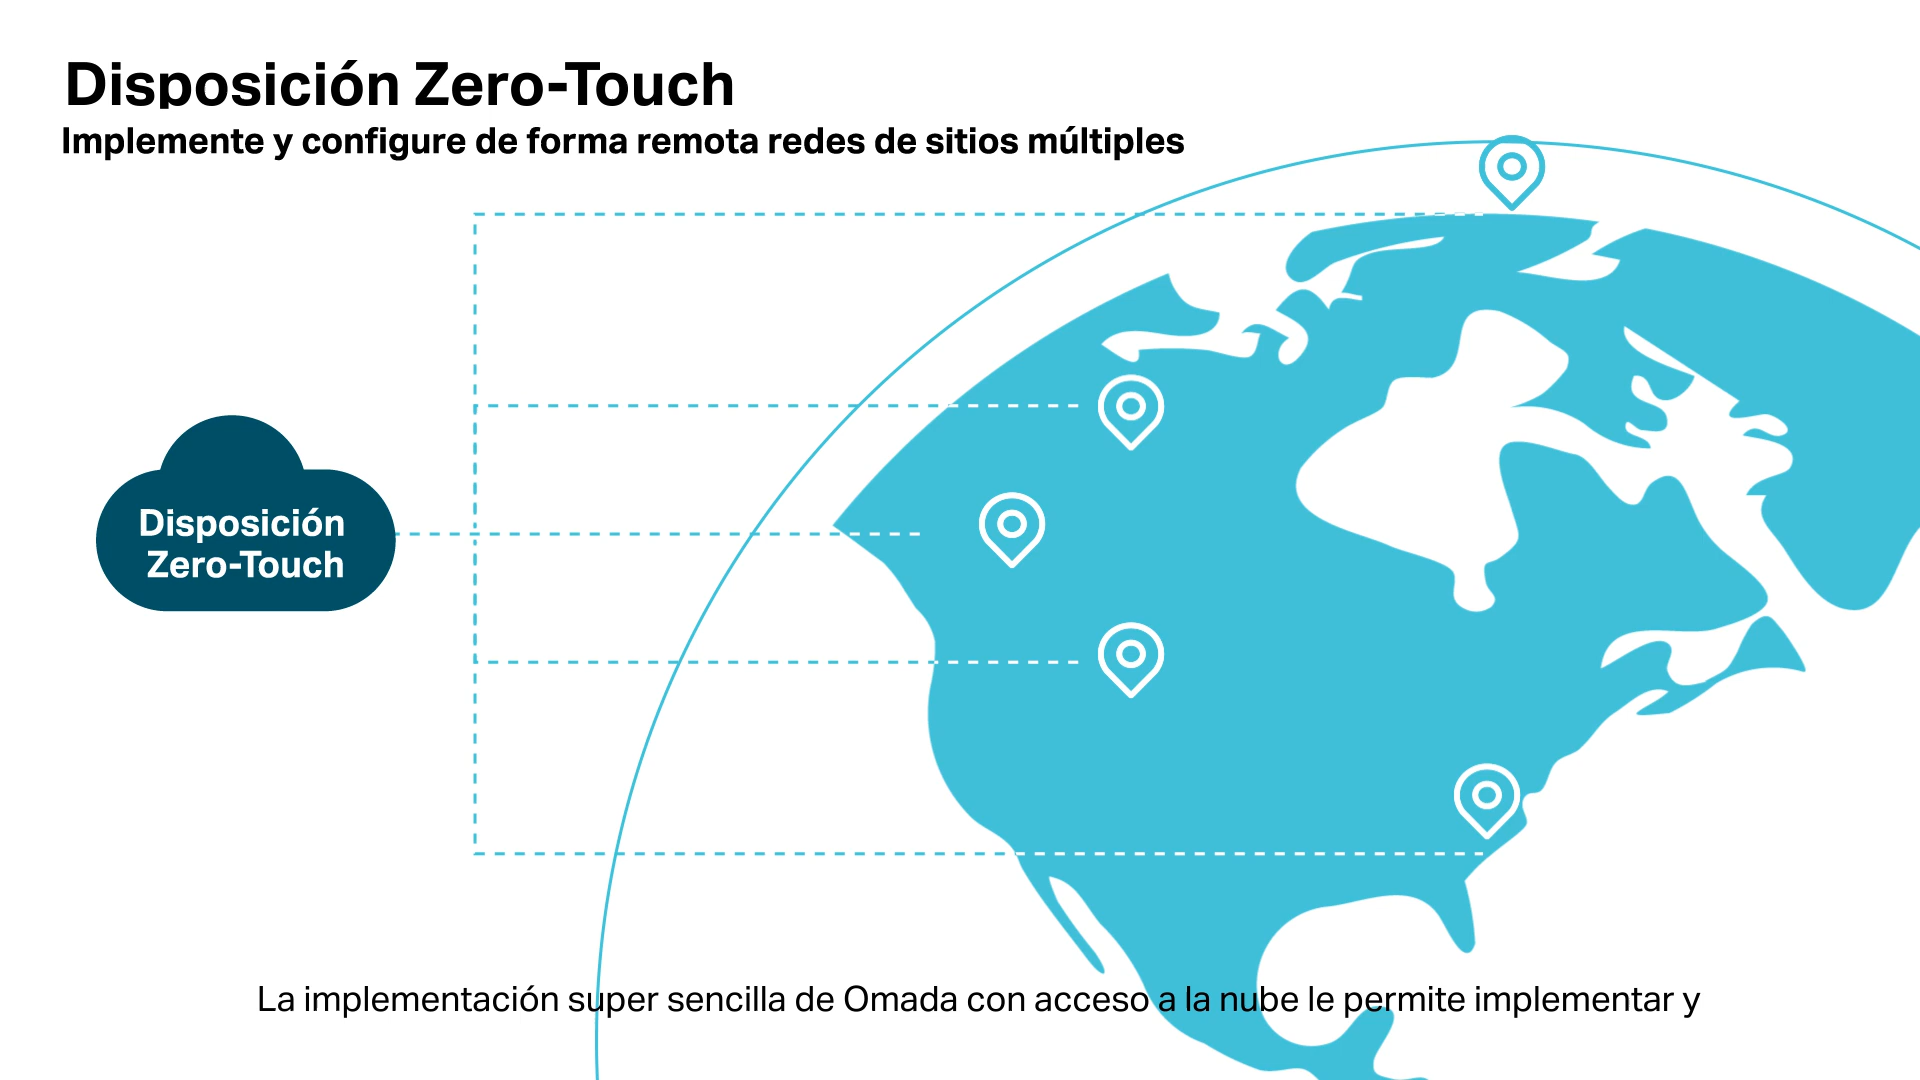 Disposición Zero-Touch
Implemente y configure de forma remota redes de sitios múltiples
Disposición
Zero-Touch
La implementación super sencilla de Omada con acceso a la nube le permite implementar y